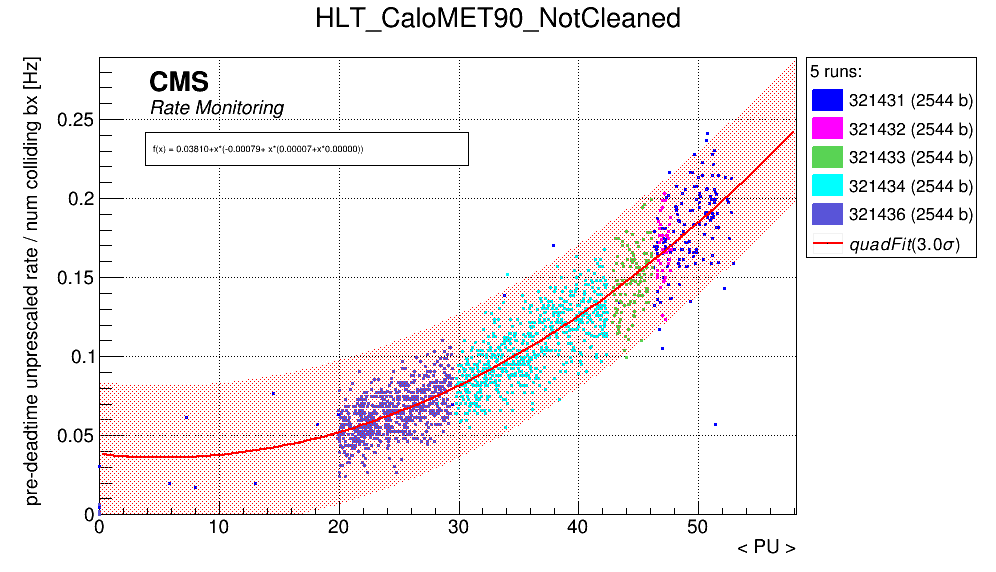 HLT_CaloMET90_NotCleaned
pre-deadtime unprescaled rate / num colliding bx [Hz]
CMS
Rate Monitoring
f(x) = 0.03810+x*(-0.00079+ x*(0.00007+x*0.00000))
0.25
0.2
0.15
0.1
0.05
0
0 10 20 30 40 50
< PU >
5 runs:
321431 (2544 b)
321432 (2544 b)
321433 (2544 b)
321434 (2544 b)
321436 (2544 b)
quadFit(3.0σ)